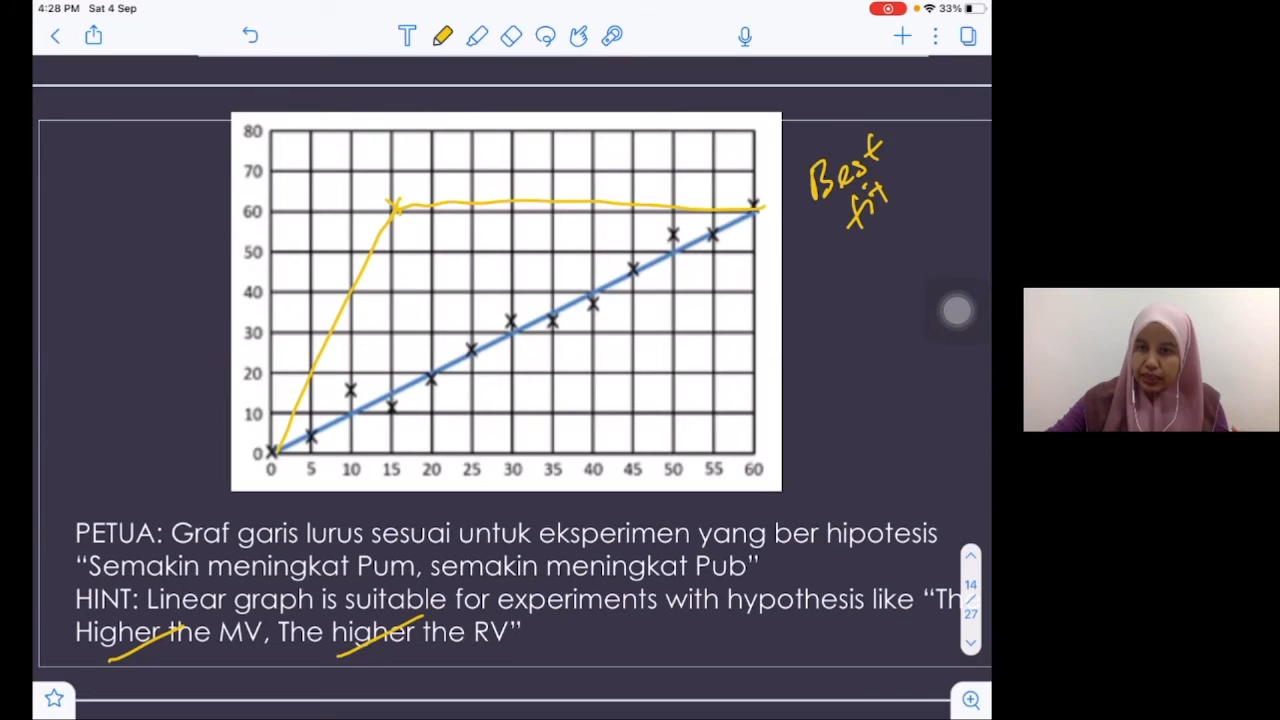 4:28 PM Sat 4 Sep
33%
T
80
70
60
50
40
30
20
10
0
0 5 10 15 20 25 30 35 40 45 50 55 60
Best
fit
PETUA: Graf garis lurus sesuai untuk eksperimen yang ber hipotesis
“Semakin meningkat Pum, semakin meningkat Pub”
HINT: Linear graph is suitable for experiments with hypothesis like “The
Higher the MV, The higher the RV”
14
27